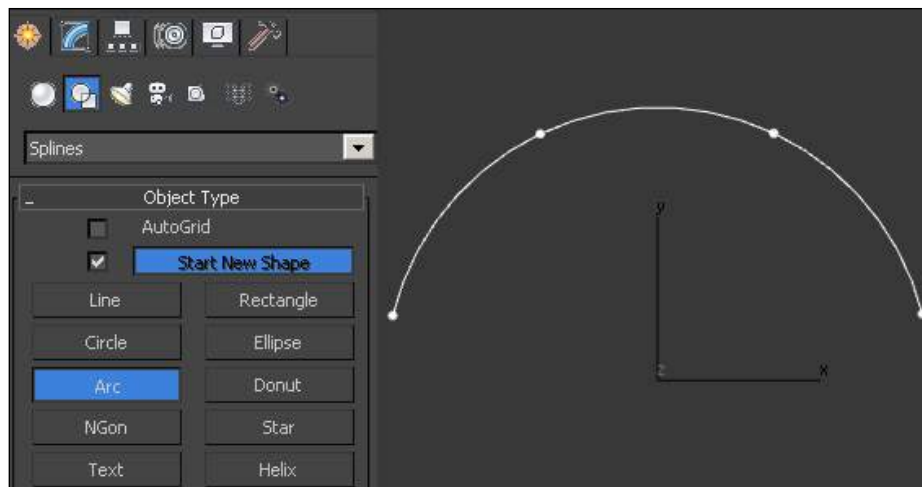 Splines
Object Type
AutoGrid
Start New Shape
Line
Rectangle
Circle
Ellipse
Arc
Donut
NGon
Star
Text
Helix
y
z
x